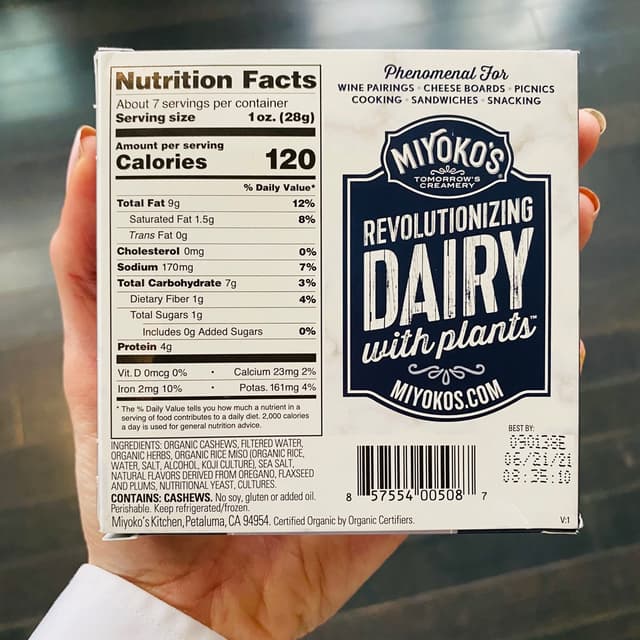 Nutrition Facts
About 7 servings per container
Serving size 1 oz. (28g)
Amount per serving
Calories 120
% Daily Value*
Total Fat 9g 12%
Saturated Fat 1.5g 8%
Trans Fat 0g
Cholesterol 0mg 0%
Sodium 170mg 7%
Total Carbohydrate 7g 3%
Dietary Fiber 1g 4%
Total Sugars 1g
Includes 0g Added Sugars 0%
Protein 4g
Vit. D 0mcg 0% • Calcium 23mg 2%
Iron 2mg 10% • Potas. 161mg 4%
* The % Daily Value tells you how much a nutrient in a
serving of food contributes to a daily diet. 2,000 calories
a day is used for general nutrition advice.
INGREDIENTS: ORGANIC CASHEWS, FILTERED WATER,
ORGANIC HERBS, ORGANIC RICE MISO (ORGANIC RICE,
WATER, SALT, ALCOHOL, KOJI CULTURE), SEA SALT,
NATURAL FLAVORS DERIVED FROM OREGANO, FLAXSEED
AND PLUMS, NUTRITIONAL YEAST, CULTURES.
CONTAINS: CASHEWS. No soy, gluten or added oil.
Perishable. Keep refrigerated/frozen.
Miyoko's Kitchen, Petaluma, CA 94954. Certified Organic by Organic Certifiers.
Phenomenal For
WINE PAIRINGS • CHEESE BOARDS • PICNICS
COOKING • SANDWICHES • SNACKING
MIYOKO'S®
TOMORROW'S
CREAMERY
REVOLUTIONIZING
DAIRY
with plants™
MIYOKOS.COM
BEST BY:
06/21/21
8 57554 00508 7
V:1